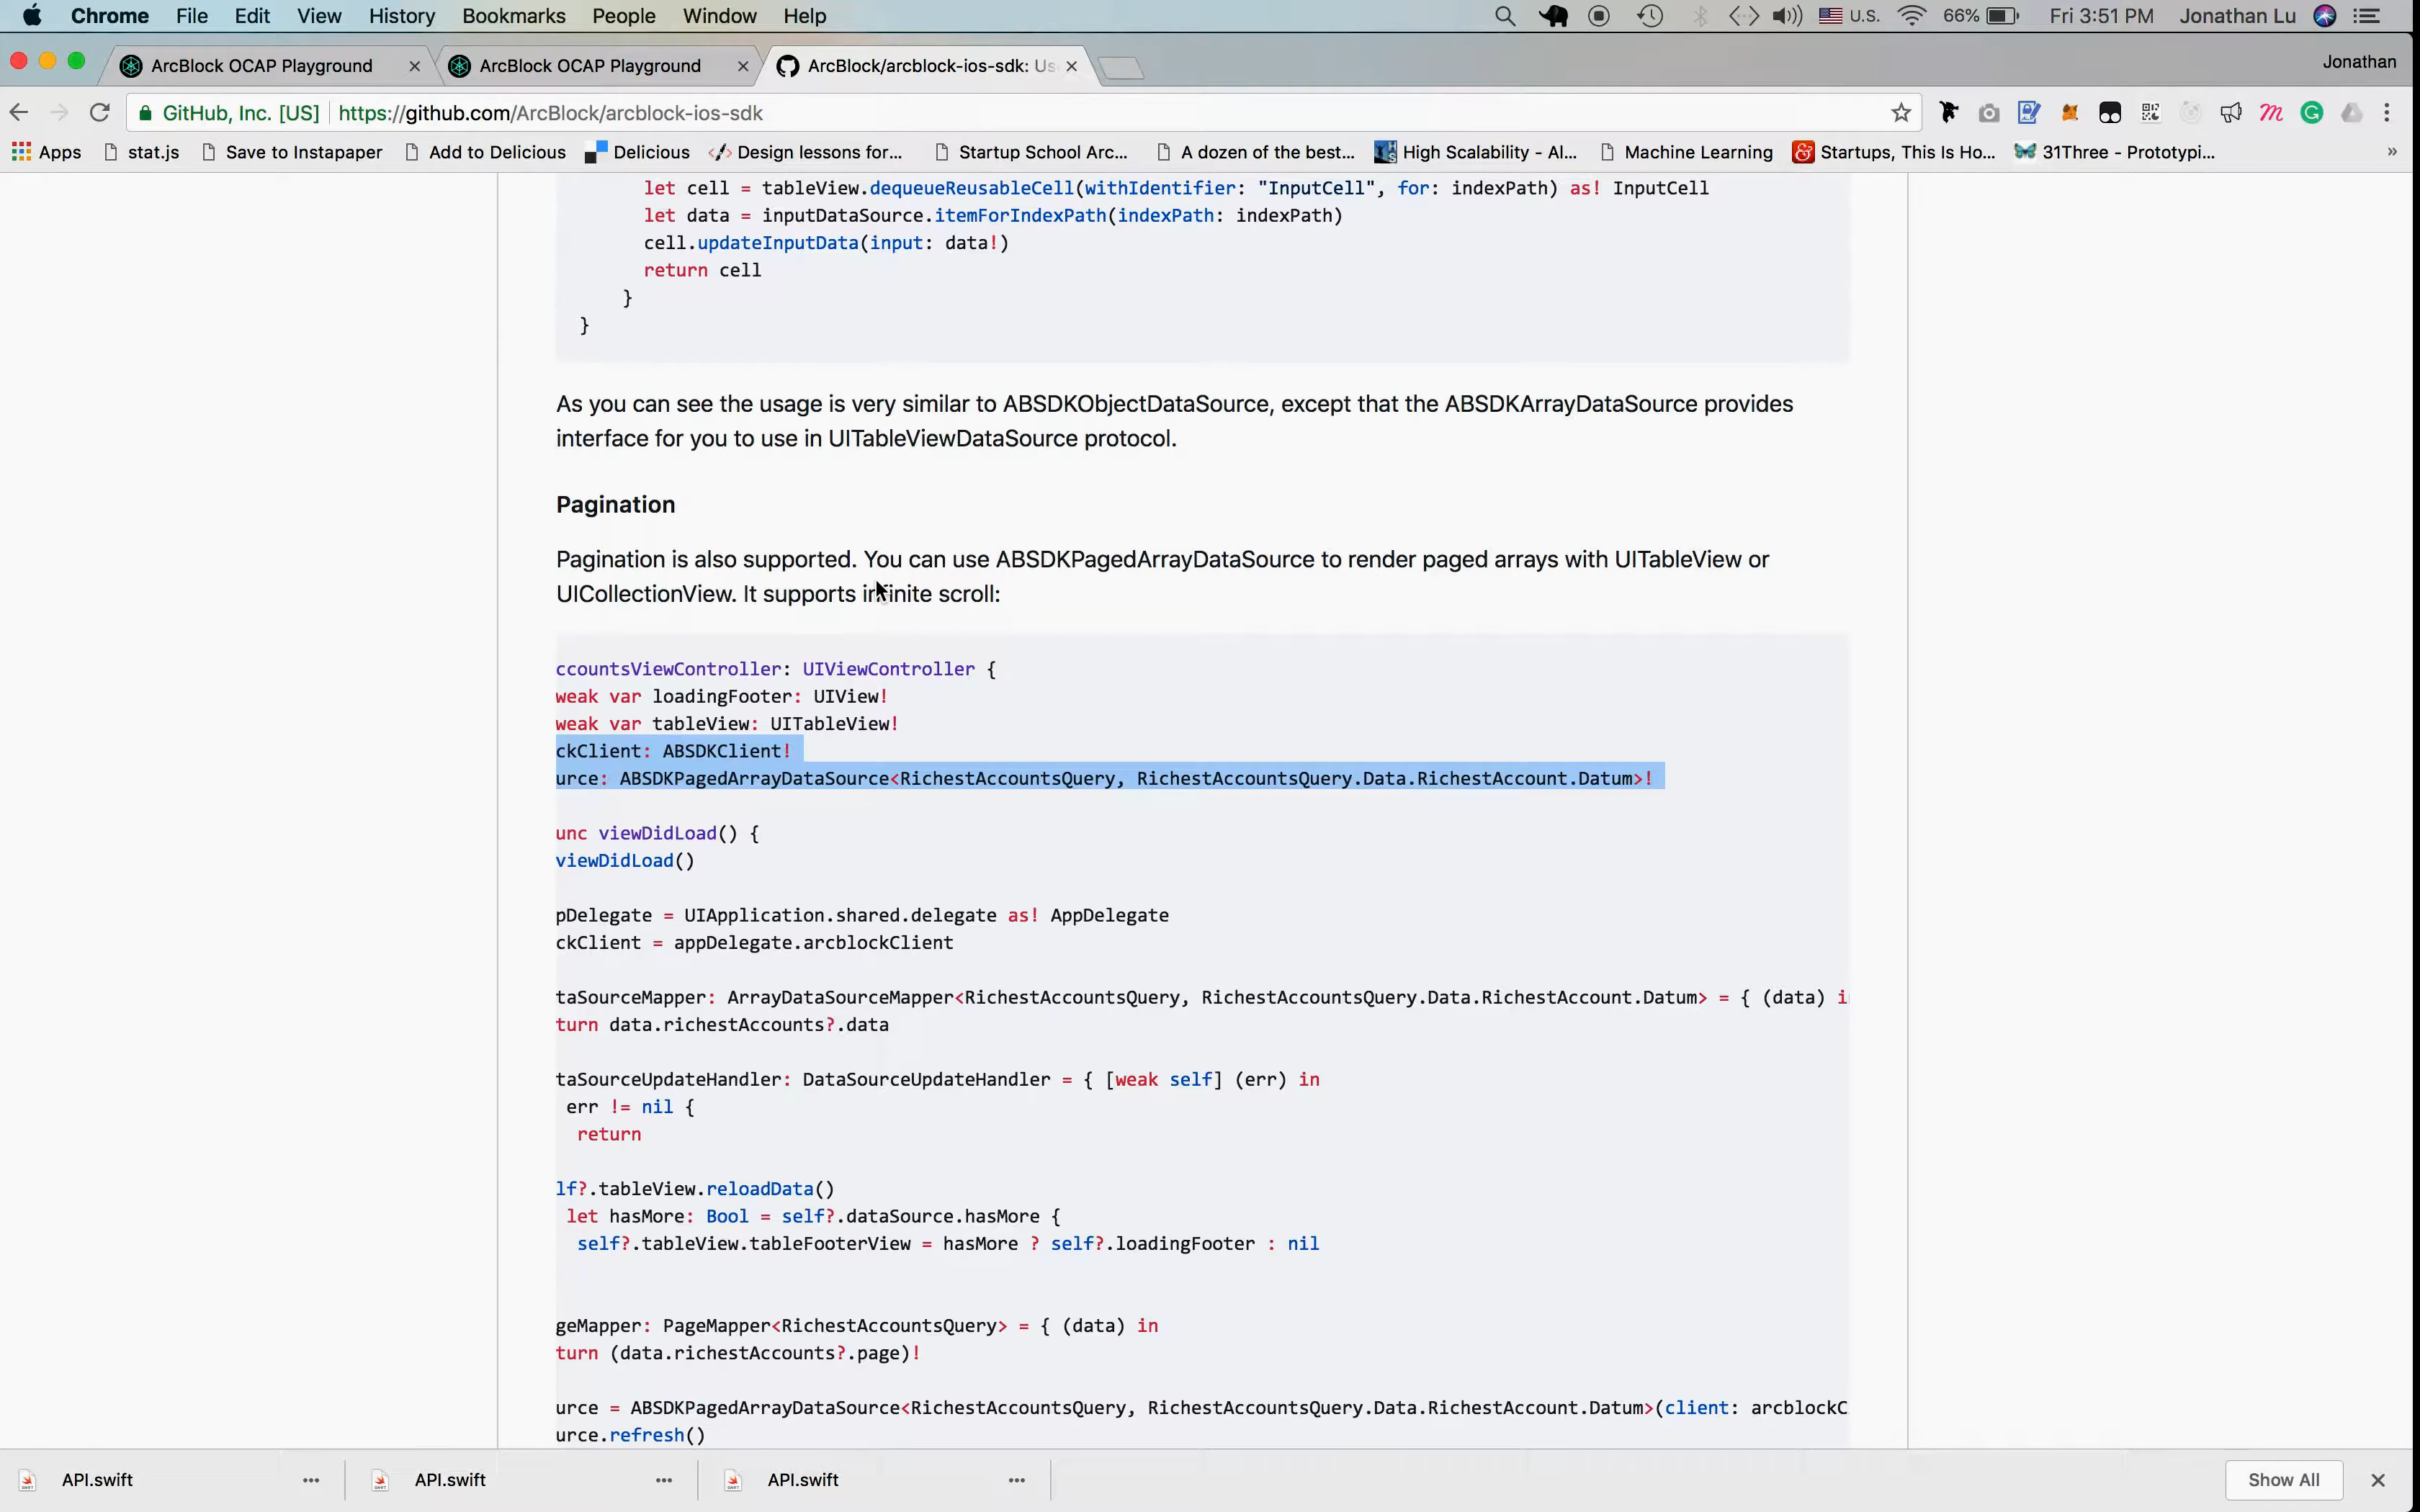 Chrome File Edit View History Bookmarks People Window Help U.S. 66% Fri 3:51 PM Jonathan Lu
ArcBlock OCAP Playground ArcBlock OCAP Playground ArcBlock/arcblock-ios-sdk: Us Jonathan
GitHub, Inc. [US] https://github.com/ArcBlock/arcblock-ios-sdk
Apps stat.js Save to Instapaper Add to Delicious Delicious Design lessons for... Startup School Arc... A dozen of the best... High Scalability - Al... Machine Learning Startups, This Is Ho... 31Three - Prototypi... »
let cell = tableView.dequeueReusableCell(withIdentifier: "InputCell", for: indexPath) as! InputCell
let data = inputDataSource.itemForIndexPath(indexPath: indexPath)
cell.updateInputData(input: data!)
return cell
}
}
As you can see the usage is very similar to ABSDKObjectDataSource, except that the ABSDKArrayDataSource provides
interface for you to use in UITableViewDataSource protocol.
Pagination
Pagination is also supported. You can use ABSDKPagedArrayDataSource to render paged arrays with UITableView or
UICollectionView. It supports infinite scroll:
ccountsViewController: UIViewController {
weak var loadingFooter: UIView!
weak var tableView: UITableView!
ckClient: ABSDKClient!
urce: ABSDKPagedArrayDataSource<RichestAccountsQuery, RichestAccountsQuery.Data.RichestAccount.Datum>!
unc viewDidLoad() {
viewDidLoad()
pDelegate = UIApplication.shared.delegate as! AppDelegate
ckClient = appDelegate.arcblockClient
taSourceMapper: ArrayDataSourceMapper<RichestAccountsQuery, RichestAccountsQuery.Data.RichestAccount.Datum> = { (data) i
turn data.richestAccounts?.data
taSourceUpdateHandler: DataSourceUpdateHandler = { [weak self] (err) in
err != nil {
return
lf?.tableView.reloadData()
let hasMore: Bool = self?.dataSource.hasMore {
self?.tableView.tableFooterView = hasMore ? self?.loadingFooter : nil
geMapper: PageMapper<RichestAccountsQuery> = { (data) in
turn (data.richestAccounts?.page)!
urce = ABSDKPagedArrayDataSource<RichestAccountsQuery, RichestAccountsQuery.Data.RichestAccount.Datum>(client: arcblockC
urce.refresh()
API.swift API.swift API.swift Show All